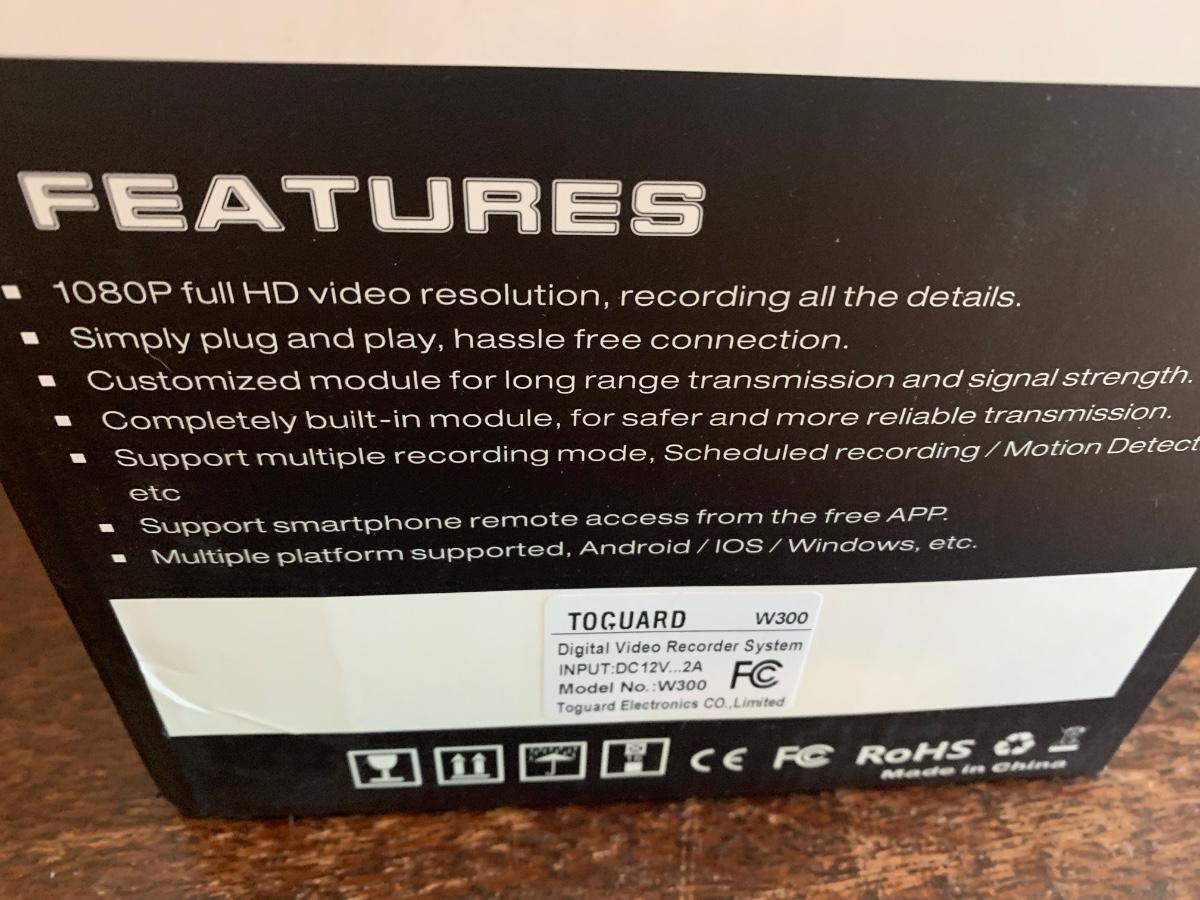 FEATURES
1080P full HD video resolution, recording all the details.
Simply plug and play, hassle free connection.
Customized module for long range transmission and signal strength.
Completely built-in module, for safer and more reliable transmission.
Support multiple recording mode, Scheduled recording / Motion Detect
etc
Support smartphone remote access from the free APP.
Multiple platform supported, Android / IOS / Windows, etc.
TOGUARD W300
Digital Video Recorder System
INPUT:DC12V...2A
FC
Model No.:W300
Toguard Electronics CO.,Limited
CE FC RoHS
Made in China